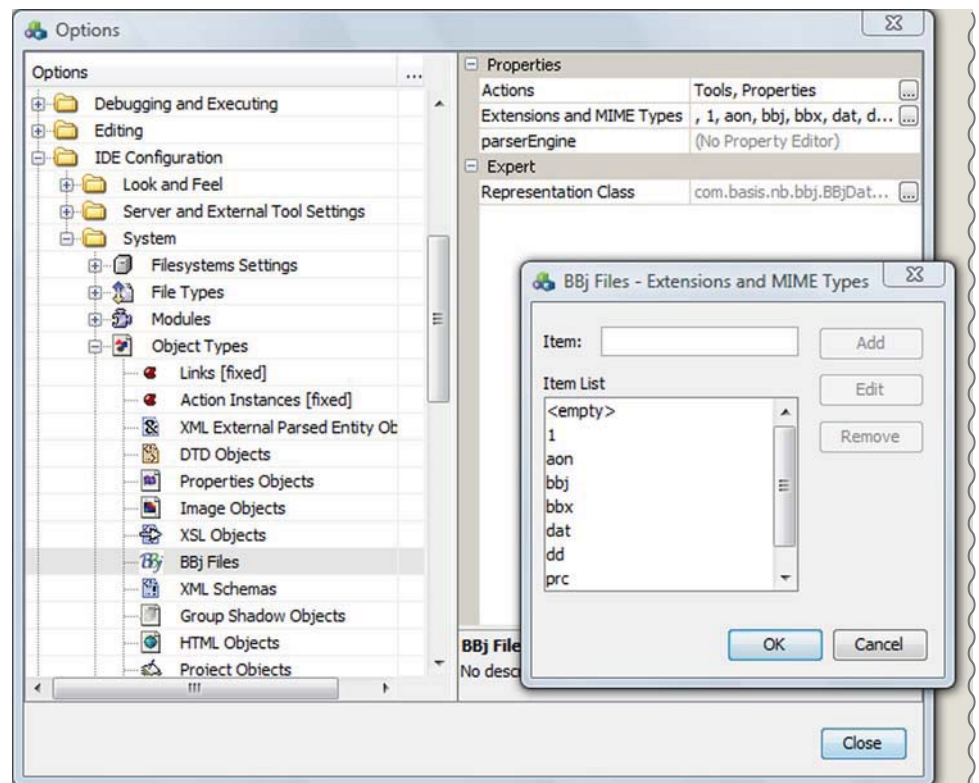 Options
Options ...
Debugging and Executing
Editing
IDE Configuration
Look and Feel
Server and External Tool Settings
System
Filesystems Settings
File Types
Modules
Object Types
Links [fixed]
Action Instances [fixed]
XML External Parsed Entity Ob
DTD Objects
Properties Objects
Image Objects
XSL Objects
BBj BBj Files
XML Schemas
Group Shadow Objects
HTML Objects
Project Objects
Properties
Actions Tools, Properties ...
Extensions and MIME Types , 1, aon, bbj, bbx, dat, d... ...
parserEngine (No Property Editor)
Expert
Representation Class com.basis.nb.bbj.BBjDat... ...
BBj File
No descr
BBj Files - Extensions and MIME Types
Item: Add
Item List Edit
Remove
<empty>
1
aon
bbj
bbx
dat
dd
prc
OK Cancel
Close